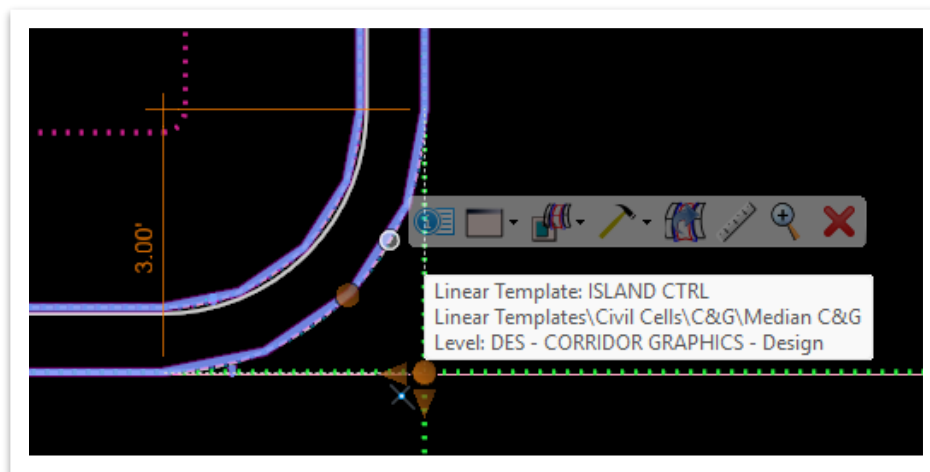 3.00'
Linear Template: ISLAND CTRL
Linear Templates\Civil Cells\C&G\Median C&G
Level: DES - CORRIDOR GRAPHICS - Design